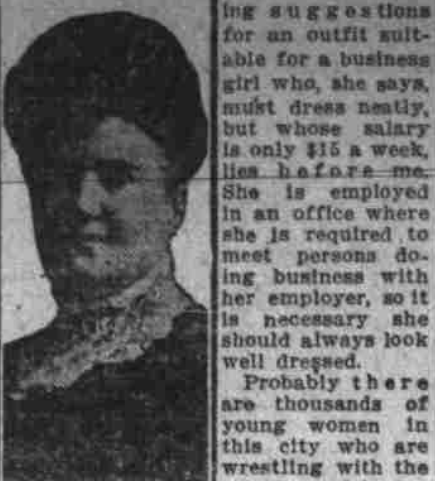 ing suggestions
for an outfit suit-
able for a business
girl who, she says,
must dress neatly,
but whose salary
is only $15 a week,
lies before me.
She is employed
in an office where
she is required to
meet persons do-
ing business with
her employer, so it
is necessary she
should always look
well dressed.
Probably there
are thousands of
young women in
this city who are
wrestling with the